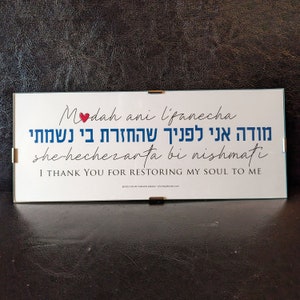 Modah ani l'fanecha
מודה אני לפניך שהחזרת בי נשמתי
she-hechezarta bi nishmati
I THANK YOU FOR RESTORING MY SOUL TO ME